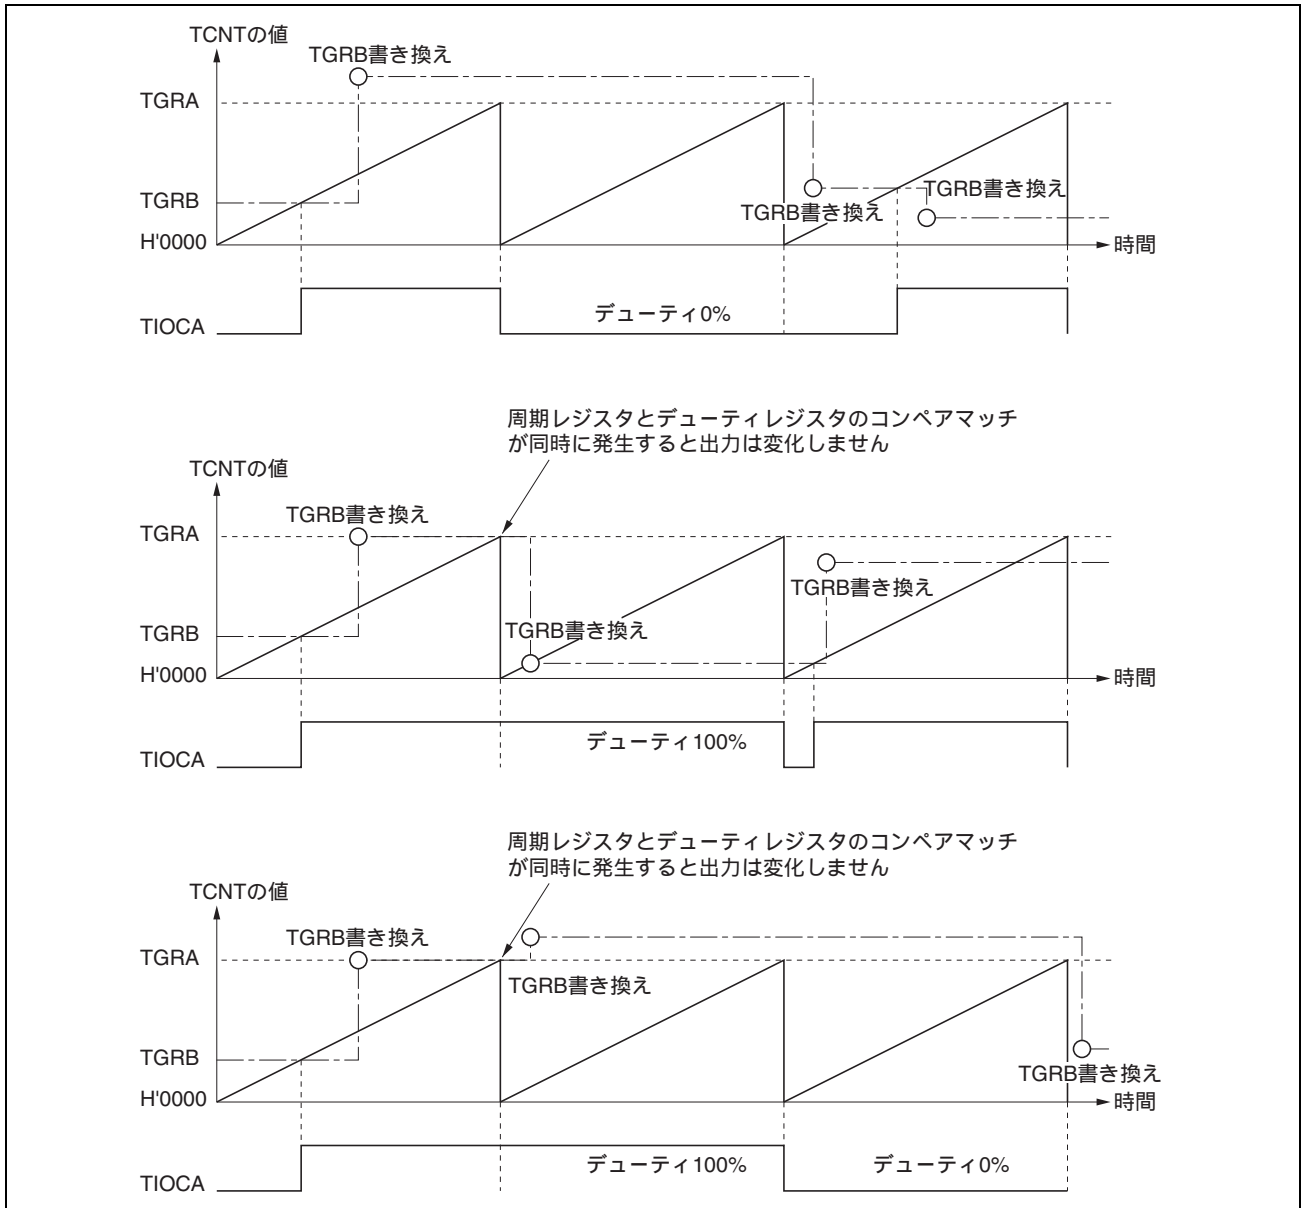 TCNTの値
TGRB書き換え
TGRA
TGRB
TGRB書き換え
TGRB書き換え
H'0000
時間
デューティ0%
TIOCA
周期レジスタとデューティレジスタのコンペアマッチ
が同時に発生すると出力は変化しません
TCNTの値
TGRB書き換え
TGRA
TGRB書き換え
TGRB
TGRB書き換え
H'0000
時間
デューティ100%
TIOCA
周期レジスタとデューティレジスタのコンペアマッチ
が同時に発生すると出力は変化しません
TCNTの値
TGRB書き換え
TGRA
TGRB書き換え
TGRB
TGRB書き換え
H'0000
時間
デューティ100%
デューティ0%
TIOCA